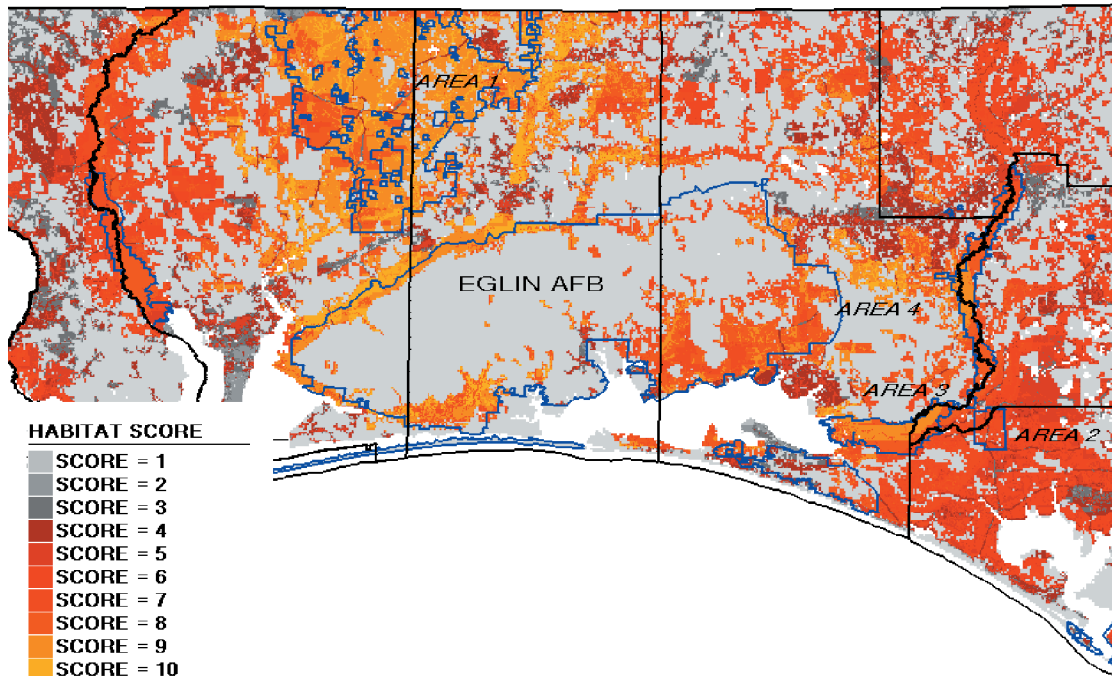 AREA 1
EGLIN AFB
AREA 4
AREA 3
AREA 2
HABITAT SCORE
SCORE = 1
SCORE = 2
SCORE = 3
SCORE = 4
SCORE = 5
SCORE = 6
SCORE = 7
SCORE = 8
SCORE = 9
SCORE = 10